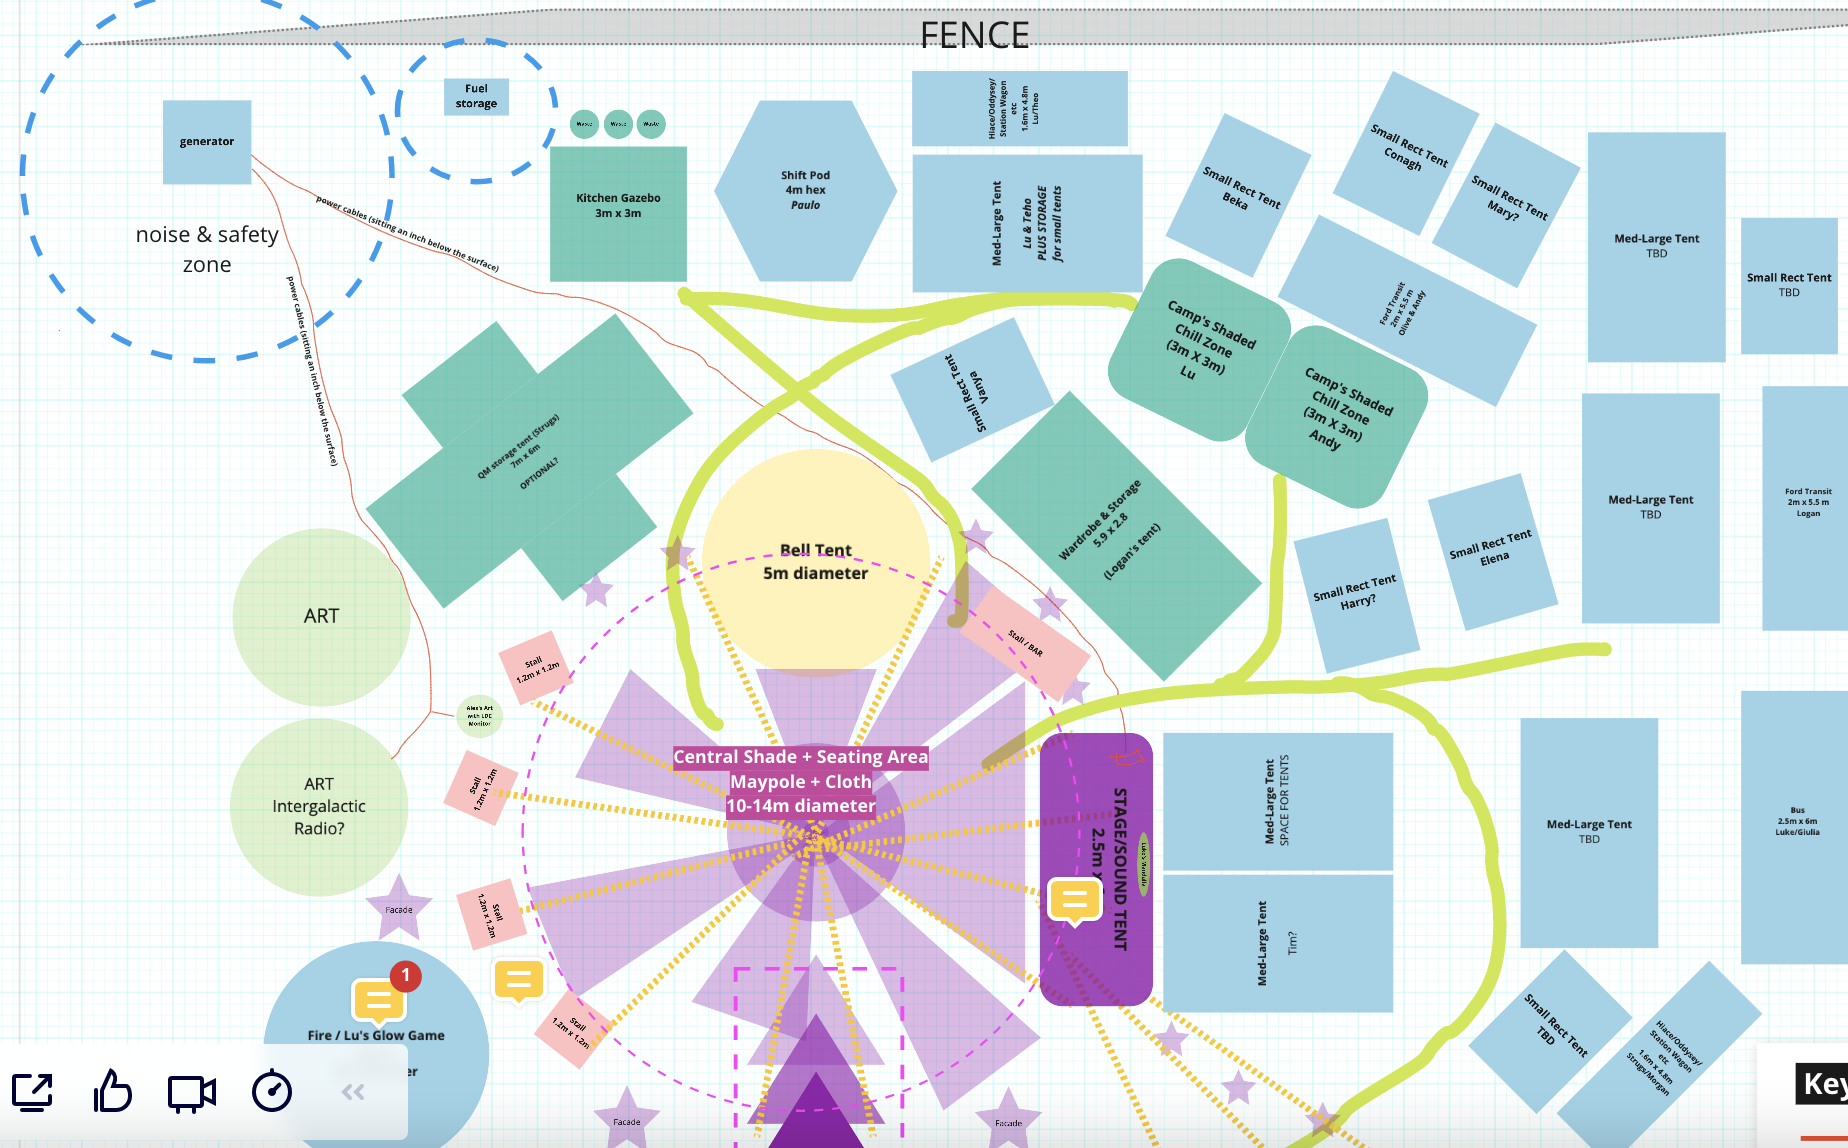 FENCE
generator
noise & safety
zone
Fuel
storage
power cables (sitting an inch below the surface)
power cables (sitting an inch below the surface)
Waste
Waste
Waste
Kitchen Gazebo
3m x 3m
Shift Pod
4m hex
Paulo
Hiace/Oddysey/
Station Wagon
etc
1.6m x 4.8m
Lu/Theo
Med-Large Tent
Lu & Teho
PLUS STORAGE
for small tents
Small Rect Tent
Beka
Small Rect Tent
Conagh
Small Rect Tent
Mary?
Med-Large Tent
TBD
Small Rect Tent
TBD
Ford Transit
2m x 5.5 m
Olive & Andy
Camp's Shaded
Chill Zone
(3m X 3m)
Lu
Camp's Shaded
Chill Zone
(3m X 3m)
Andy
Small Rect Tent
Vanya
QM storage tent (Strugs)
7m x 6m
OPTIONAL?
Wardrobe & Storage
5.9 x 2.8
(Logan's tent)
Med-Large Tent
TBD
Ford Transit
2m x 5.5 m
Logan
Small Rect Tent
Elena
Small Rect Tent
Harry?
Bell Tent
5m diameter
ART
Stall
1.2m x 1.2m
Stall / BAR
Alex's Art
with LDE
Monitor
ART
Intergalactic
Radio?
Stall
1.2m x 1.2m
Central Shade + Seating Area
Maypole + Cloth
10-14m diameter
STAGE/SOUND TENT
2.5m x
Med-Large Tent
SPACE FOR TENTS
Med-Large Tent
Tim?
Med-Large Tent
TBD
Bus
2.5m x 6m
Luke/Giulia
Facade
Stall
1.2m x 1.2m
Stall
1.2m x 1.2m
1
Fire / Lu's Glow Game
er
Small Rect Tent
TBD
Hiace/Oddysey/
Station Wagon
etc
1.6m x 4.8m
Strugs/Morgan
Facade
Facade
Key